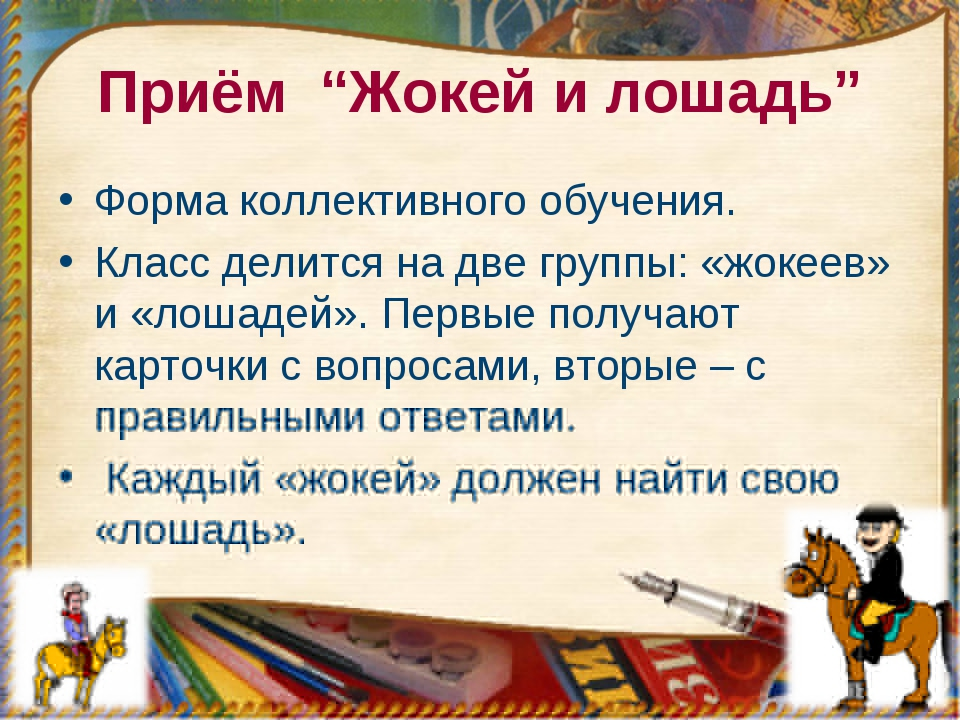 Приём “Жокей и лошадь”
• Форма коллективного обучения.
• Класс делится на две группы: «жокеев»
и «лошадей». Первые получают
карточки с вопросами, вторые – с
правильными ответами.
• Каждый «жокей» должен найти свою
«лошадь».